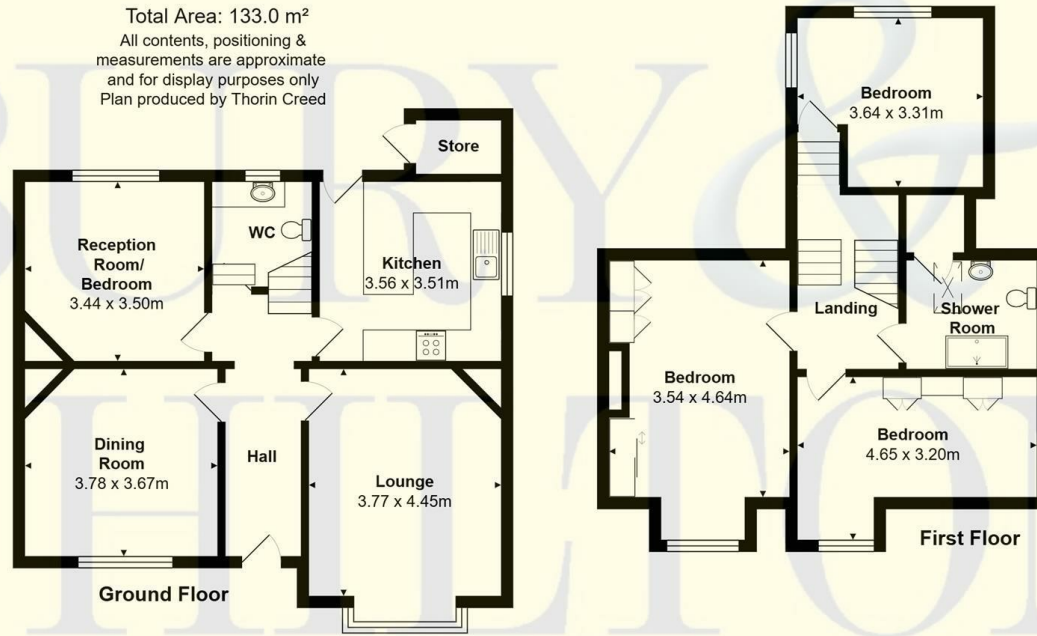 Total Area: 133.0 m²
All contents, positioning &
measurements are approximate
and for display purposes only
Plan produced by Thorin Creed
Store
Reception
Room/
Bedroom
3.44 x 3.50m
WC
Kitchen
3.56 x 3.51m
Dining
Room
3.78 x 3.67m
Hall
Lounge
3.77 x 4.45m
Ground Floor
Bedroom
3.64 x 3.31m
Landing
Shower
Room
Bedroom
3.54 x 4.64m
Bedroom
4.65 x 3.20m
First Floor
BURY &
HILTON